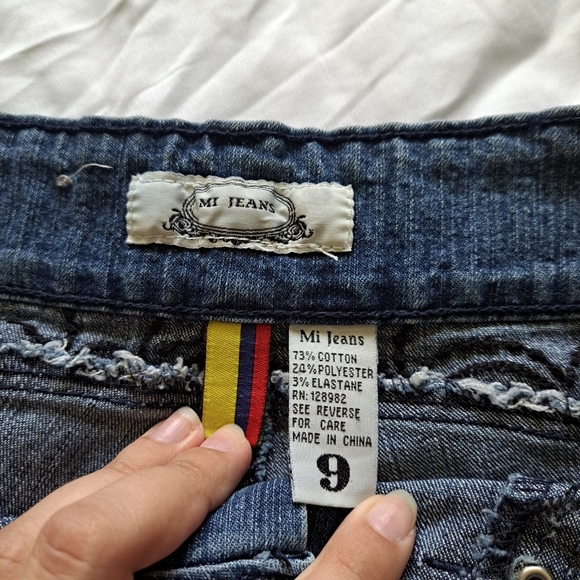 MI JEANS
Mi Jeans
73% COTTON
24% POLYESTER
3% ELASTANE
RN: 128982
SEE REVERSE
FOR CARE
MADE IN CHINA
9